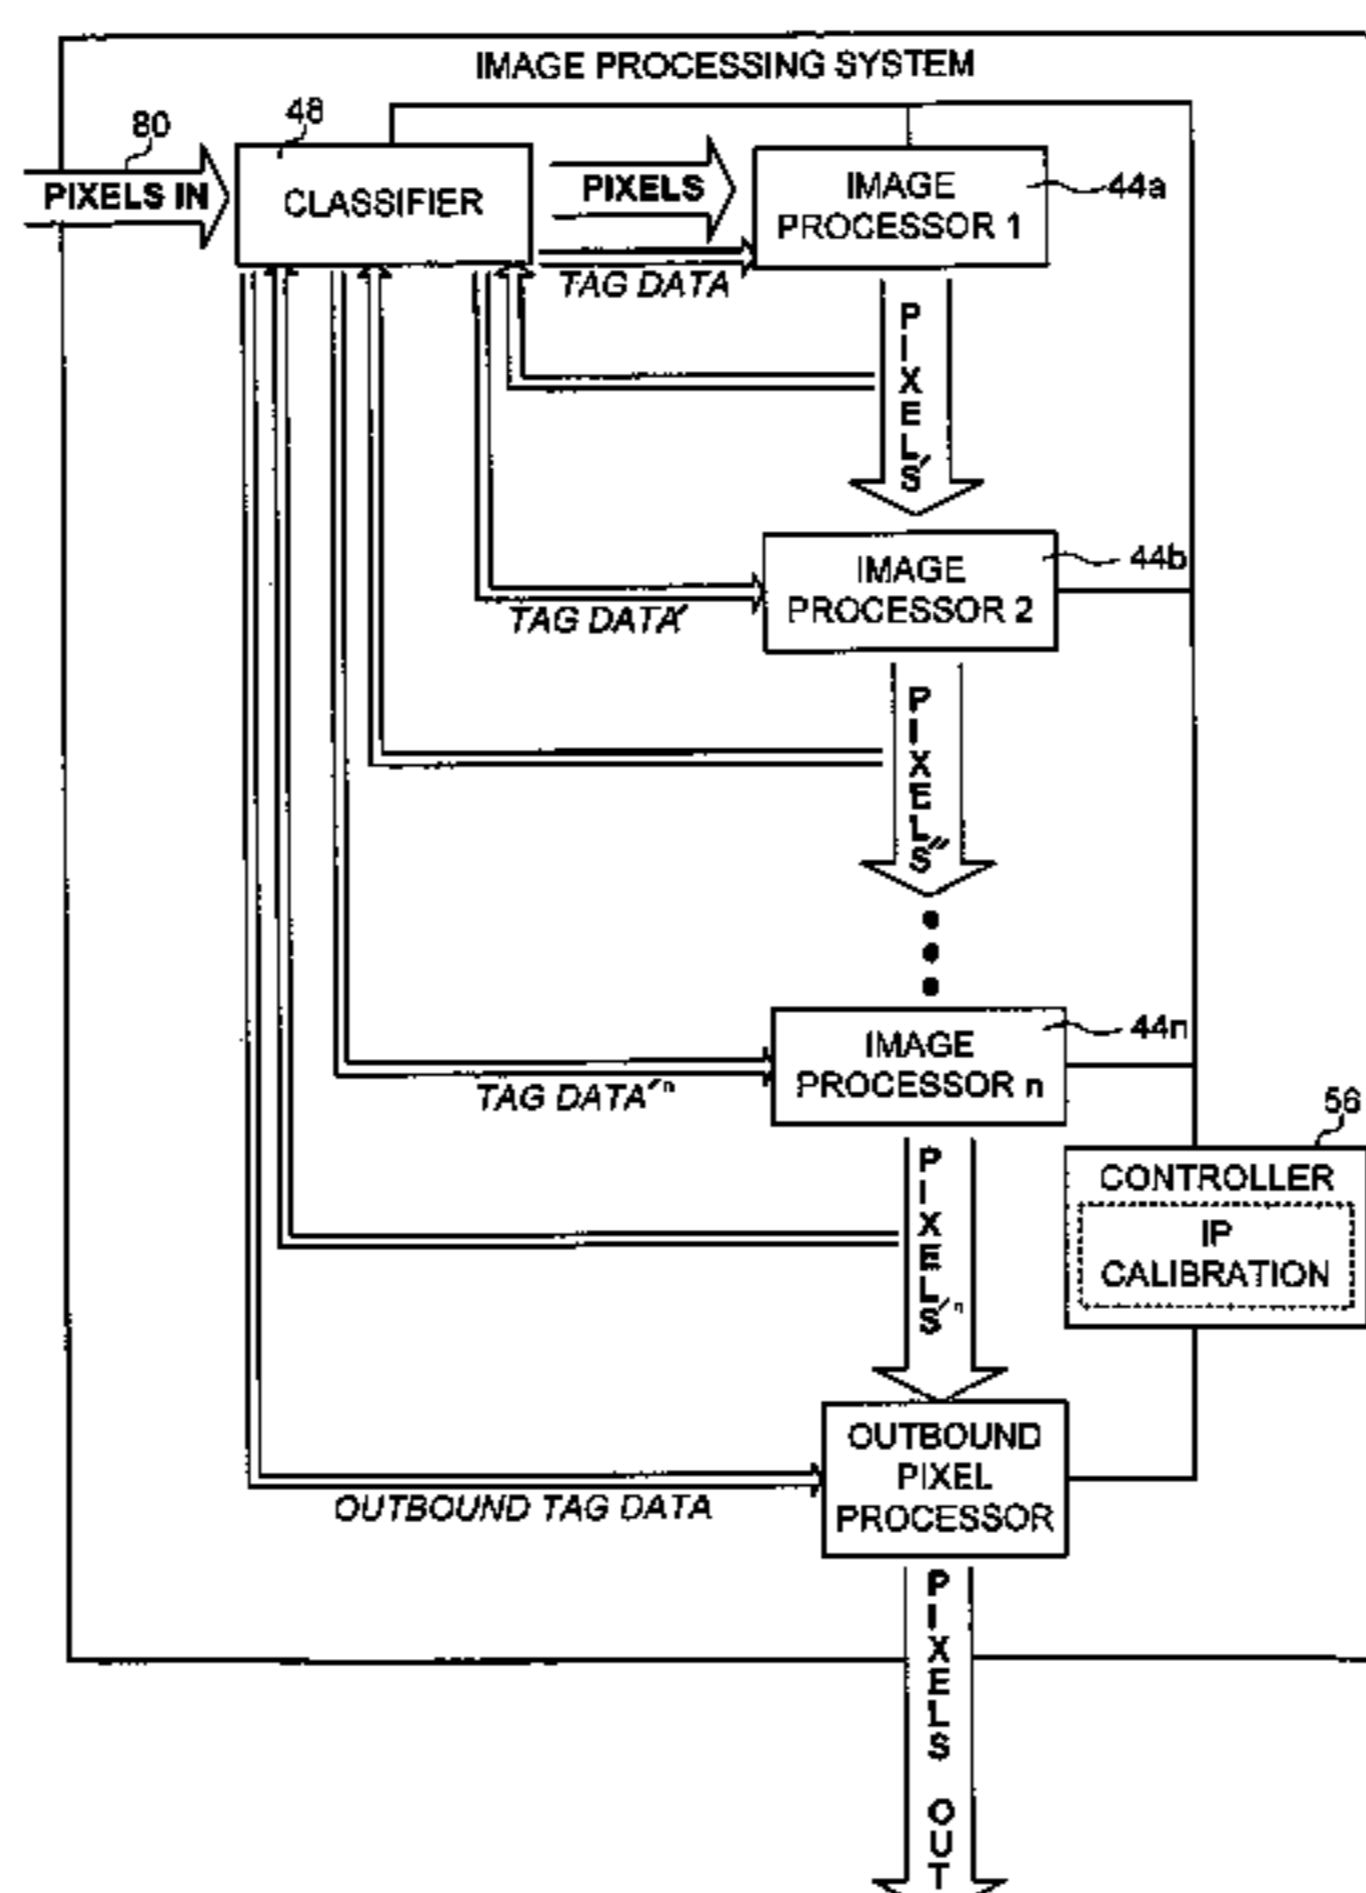 IMAGE PROCESSING SYSTEM
80
48
PIXELS IN
CLASSIFIER
PIXELS
IMAGE
PROCESSOR 1
44a
TAG DATA
PIXELS′
IMAGE
PROCESSOR 2
44b
TAG DATA′
PIXELS″
IMAGE
PROCESSOR n
44n
TAG DATA′ⁿ
56
CONTROLLER
IP
CALIBRATION
PIXELS′ⁿ
OUTBOUND
PIXEL
PROCESSOR
OUTBOUND TAG DATA
PIXELS OUT